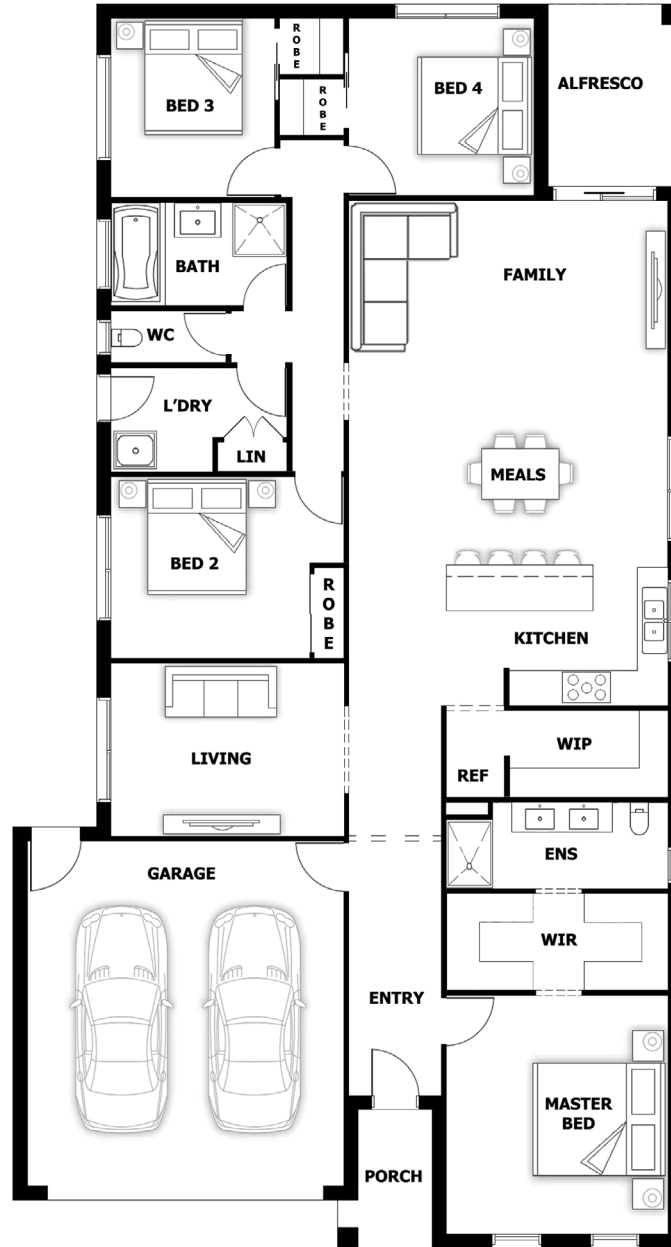 ROBE
BED 3
ROBE
BED 4
ALFRESCO
BATH
FAMILY
WC
L'DRY
LIN
MEALS
BED 2
ROBE
KITCHEN
LIVING
WIP
REF
ENS
GARAGE
WIR
ENTRY
MASTER
BED
PORCH